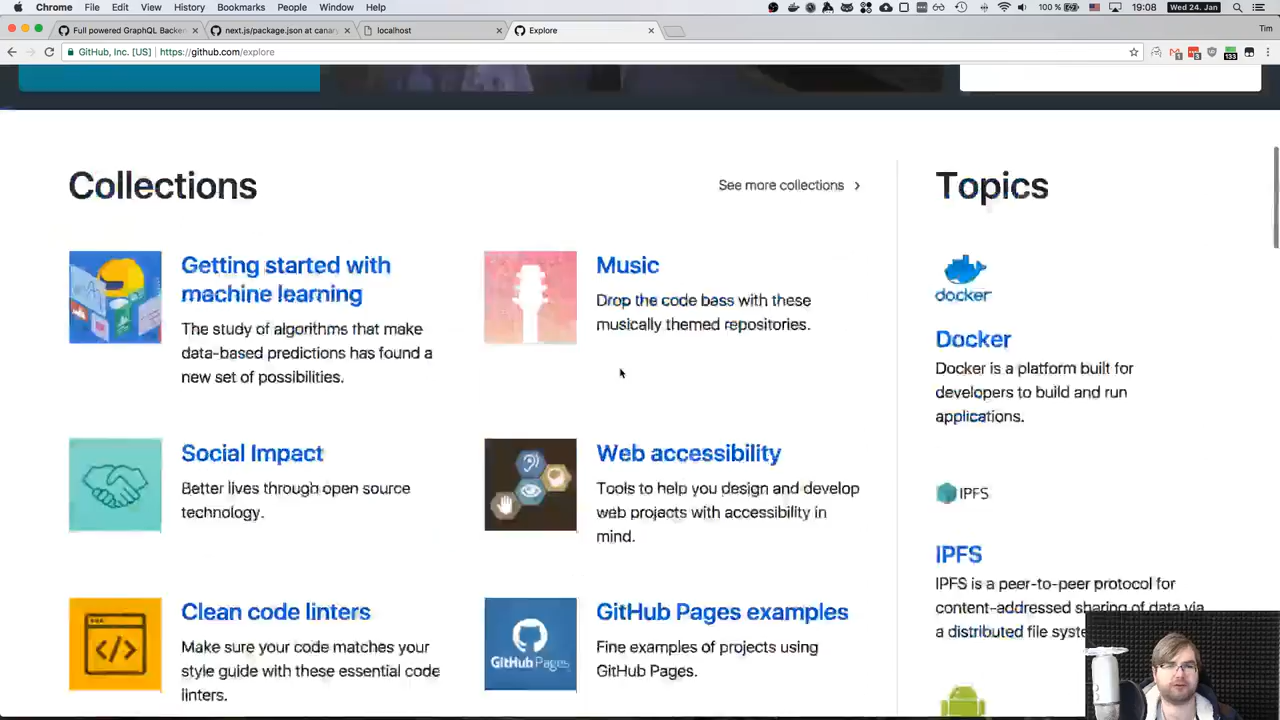 Chrome File Edit View History Bookmarks People Window Help 100 % 19:08 Wed 24. Jan
Full powered GraphQL Backen
next.js/package.json at canar
localhost
Explore
Tim
GitHub, Inc. [US] https://github.com/explore
Collections
See more collections
Getting started with
machine learning
The study of algorithms that make
data-based predictions has found a
new set of possibilities.
Music
Drop the code bass with these
musically themed repositories.
Social Impact
Better lives through open source
technology.
Web accessibility
Tools to help you design and develop
web projects with accessibility in
mind.
Clean code linters
Make sure your code matches your
style guide with these essential code
linters.
GitHub Pages
GitHub Pages examples
Fine examples of projects using
GitHub Pages.
Topics
docker
Docker
Docker is a platform built for
developers to build and run
applications.
IPFS
IPFS
IPFS is a peer-to-peer protocol for
content-addressed sharing of data via
a distributed file syste